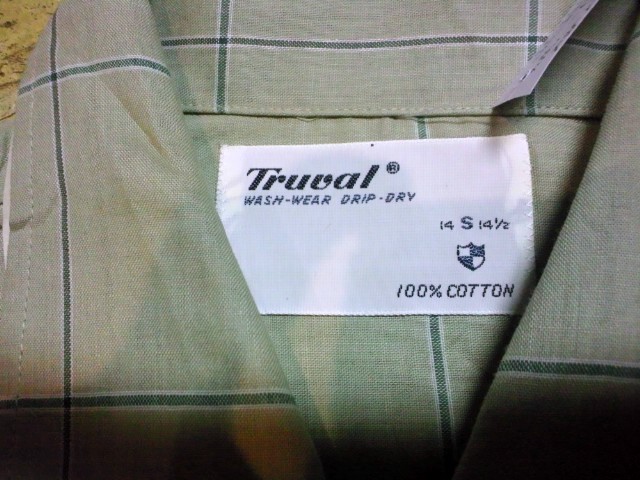 Truval ®
WASH-WEAR DRIP-DRY
14 S 14½
100% COTTON